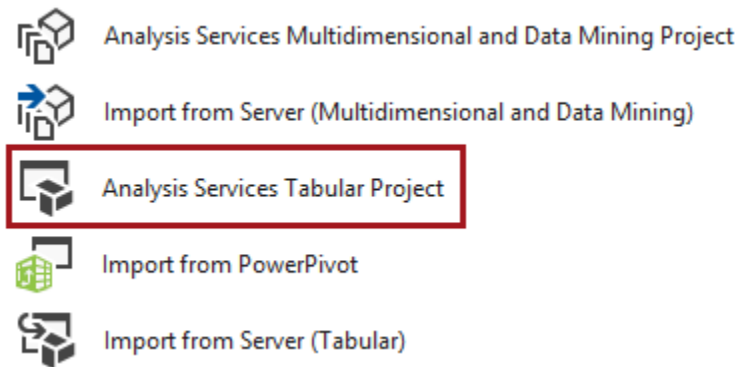 Analysis Services Multidimensional and Data Mining Project
Import from Server (Multidimensional and Data Mining)
Analysis Services Tabular Project
Import from PowerPivot
Import from Server (Tabular)